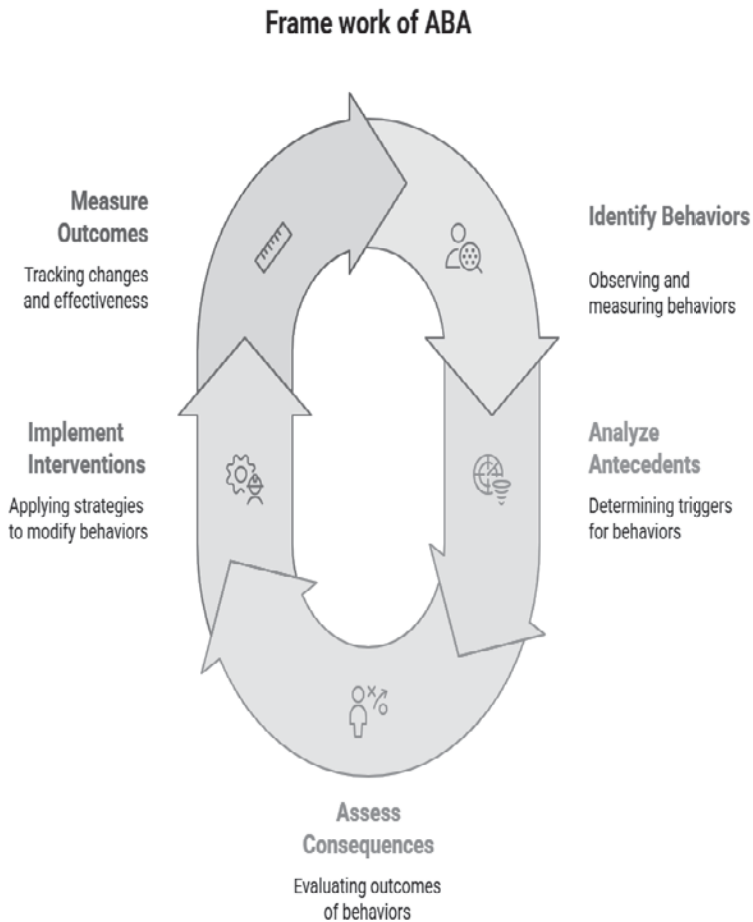 Frame work of ABA
Measure
Outcomes
Tracking changes
and effectiveness
Identify Behaviors
Observing and
measuring behaviors
Implement
Interventions
Applying strategies
to modify behaviors
Analyze
Antecedents
Determining triggers
for behaviors
Assess
Consequences
Evaluating outcomes
of behaviors